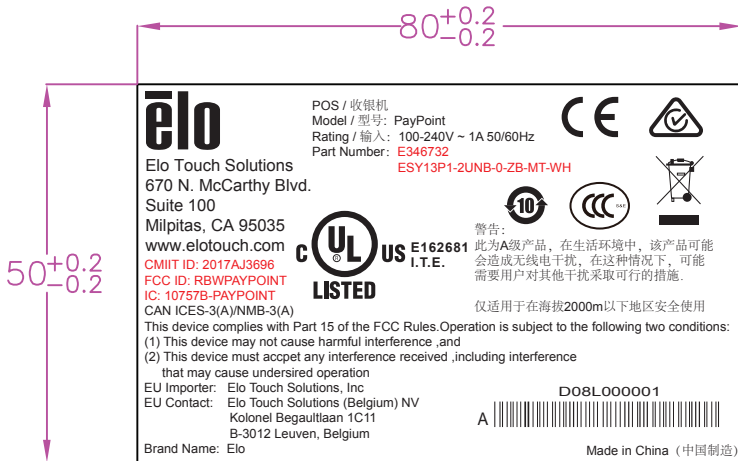 80+0.2-0.2
50+0.2-0.2
elo
POS / 收银机
Model / 型号: PayPoint
Rating / 输入: 100-240V ~ 1A 50/60Hz
Part Number: E346732
ESY13P1-2UNB-0-ZB-MT-WH
Elo Touch Solutions
670 N. McCarthy Blvd.
Suite 100
Milpitas, CA 95035
www.elotouch.com
CMIIT ID: 2017AJ3696
FCC ID: RBWPAYPOINT
IC: 10757B-PAYPOINT
CAN ICES-3(A)/NMB-3(A)
C UL ® US
LISTED
E162681
I.T.E.
CE
10
CCC S&E
警告:
此为A级产品，在生活环境中，该产品可能
会造成无线电干扰，在这种情况下，可能
需要用户对其他干扰采取可行的措施.
仅适用于在海拔2000m以下地区安全使用
This device complies with Part 15 of the FCC Rules.Operation is subject to the following two conditions:
(1) This device may not cause harmful interference ,and
(2) This device must accpet any interference received ,including interference
that may cause undersired operation
EU Importer: Elo Touch Solutions, Inc
EU Contact: Elo Touch Solutions (Belgium) NV
Kolonel Begaultlaan 1C11
B-3012 Leuven, Belgium
Brand Name: Elo
D08L000001
A
Made in China (中国制造)